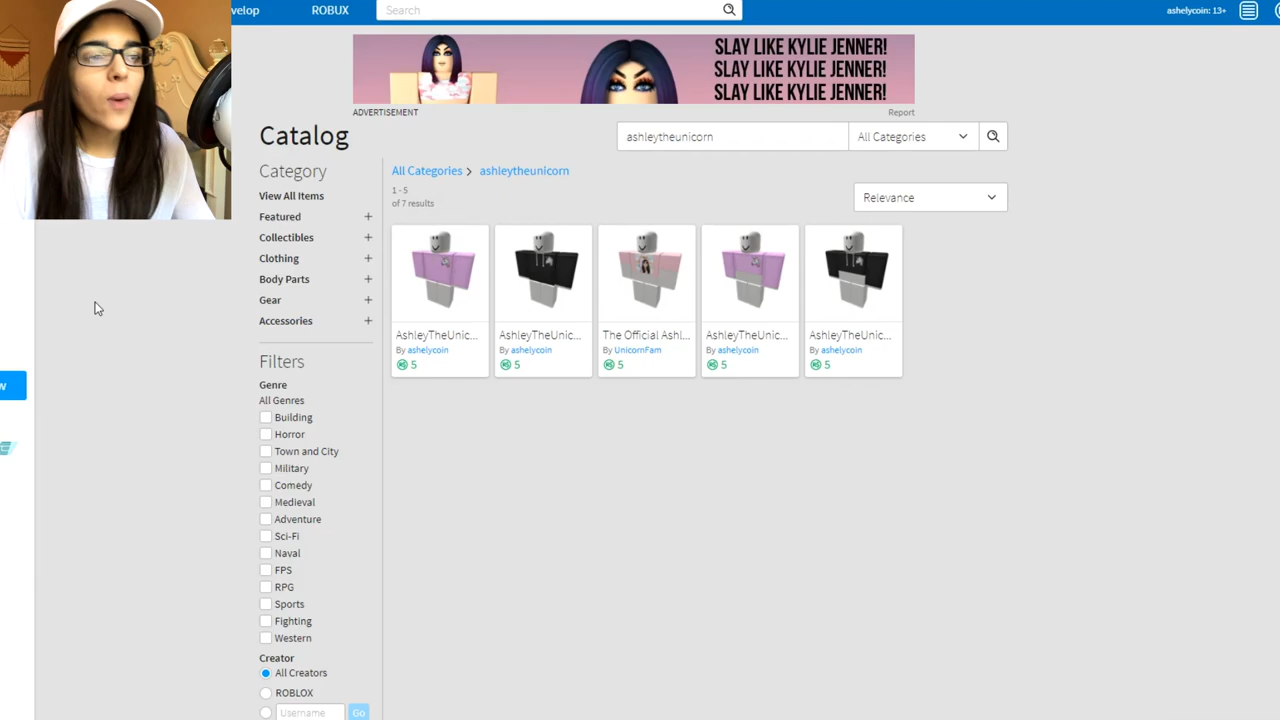 velop
ROBUX
Search
ashelycoin: 13+
SLAY LIKE KYLIE JENNER!
SLAY LIKE KYLIE JENNER!
SLAY LIKE KYLIE JENNER!
ADVERTISEMENT
Report
Catalog
ashleytheunicorn
All Categories
Category
All Categories > ashleytheunicorn
1 - 5
of 7 results
Relevance
View All Items
Featured +
Collectibles +
Clothing +
Body Parts +
Gear +
Accessories +
AshleyTheUnic...
By ashelycoin
R$ 5
AshleyTheUnic...
By ashelycoin
R$ 5
The Official Ashl...
By UnicornFam
R$ 5
AshleyTheUnic...
By ashelycoin
R$ 5
AshleyTheUnic...
By ashelycoin
R$ 5
Filters
Genre
All Genres
Building
Horror
Town and City
Military
Comedy
Medieval
Adventure
Sci-Fi
Naval
FPS
RPG
Sports
Fighting
Western
Creator
All Creators
ROBLOX
Username
Go